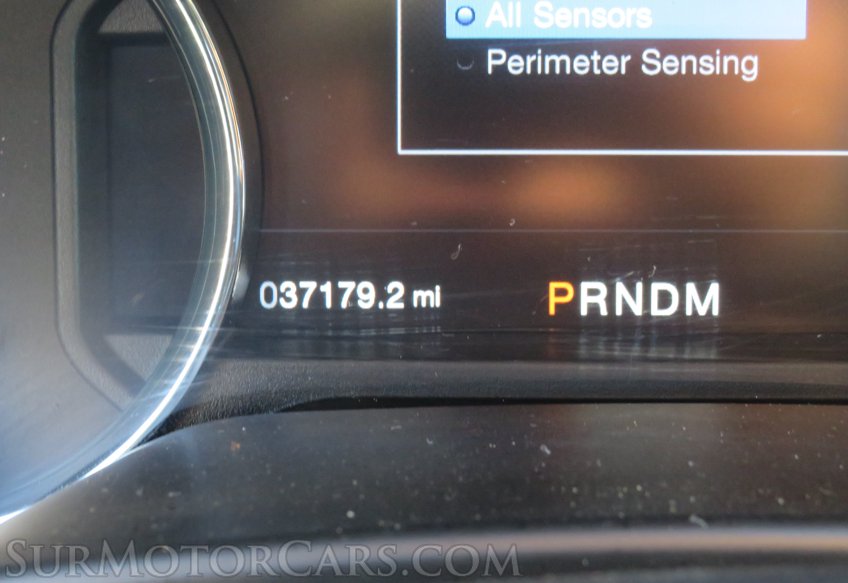 All Sensors
Perimeter Sensing
037179.2 mi
PRNDM
SURMOTORCARS.COM